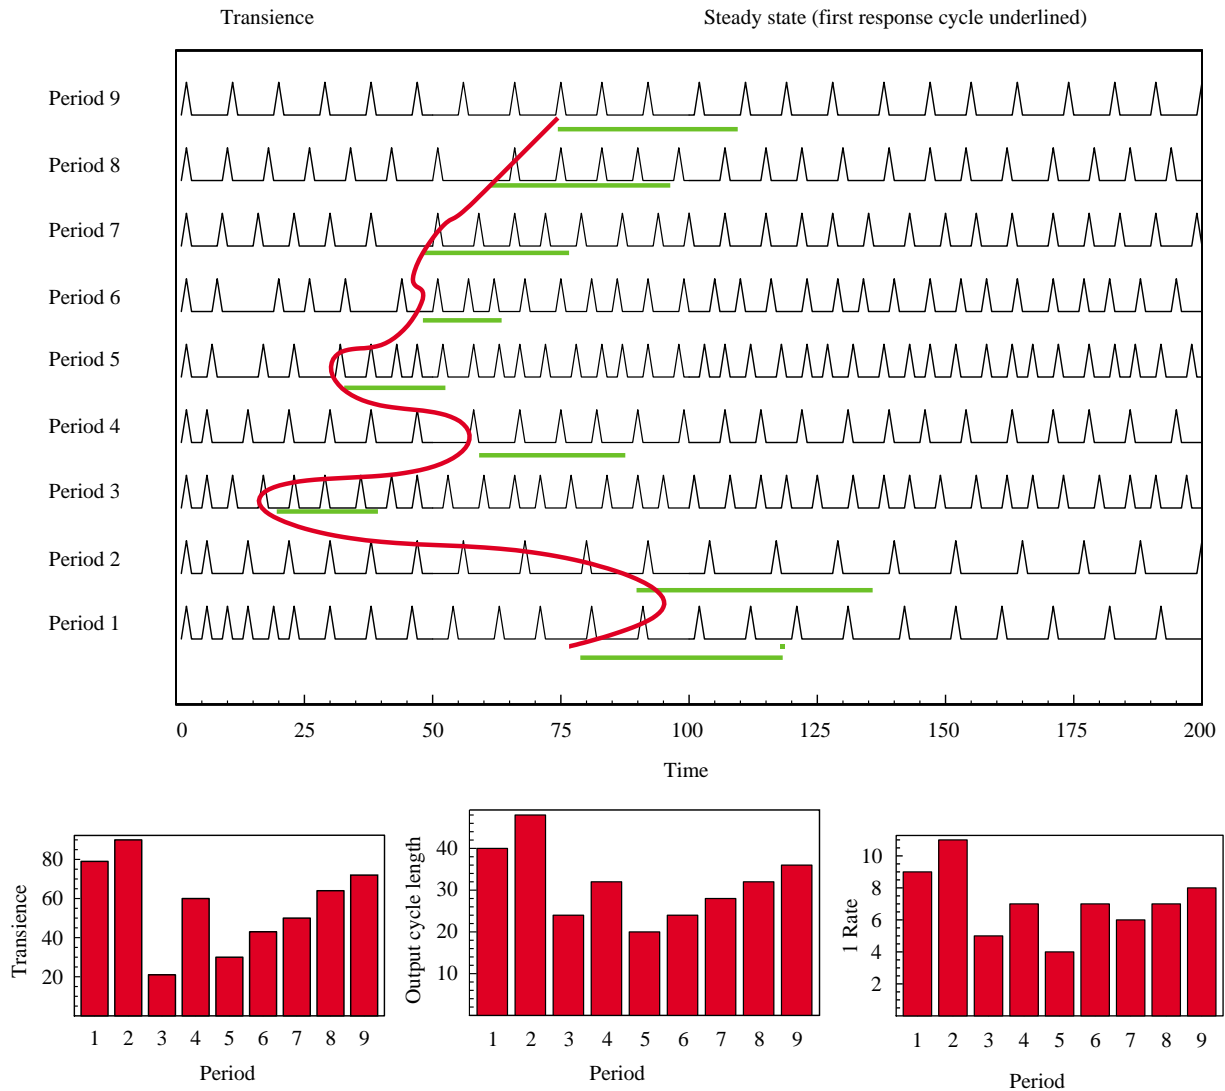 Transience Steady state (first response cycle underlined)
Period 9
Period 8
Period 7
Period 6
Period 5
Period 4
Period 3
Period 2
Period 1
0 25 50 75 100 125 150 175 200
Time
Transience
80
60
40
20
1 2 3 4 5 6 7 8 9
Period
Output cycle length
40
30
20
10
1 2 3 4 5 6 7 8 9
Period
1 Rate
10
8
6
4
2
1 2 3 4 5 6 7 8 9
Period